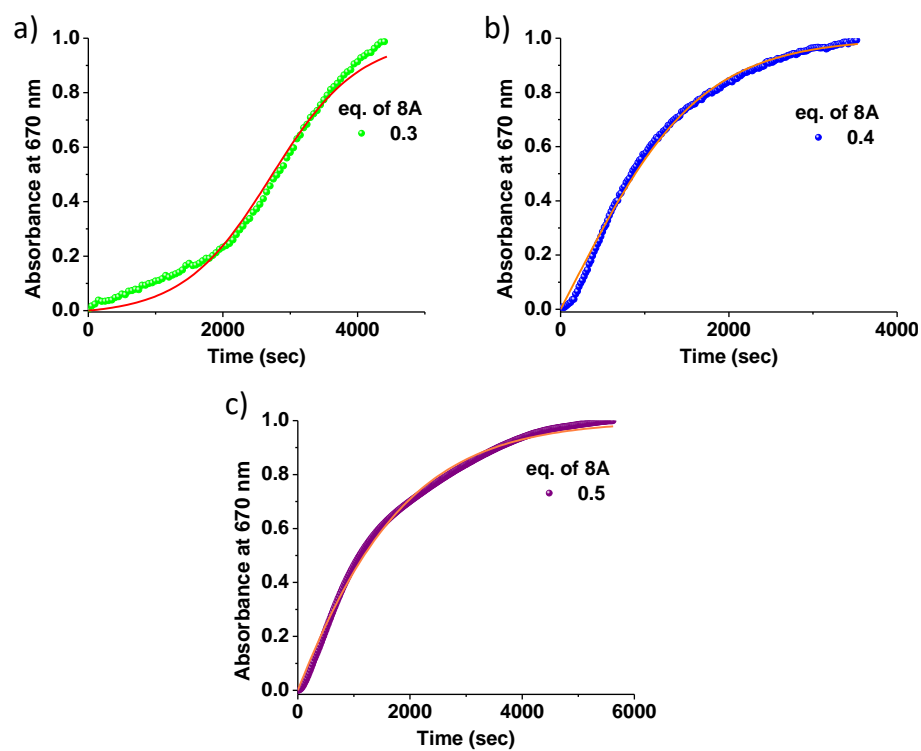 a)
Absorbance at 670 nm
1.0
0.8
0.6
0.4
0.2
0.0
eq. of 8A
0.3
0 2000 4000
Time (sec)
b)
Absorbance at 670 nm
1.0
0.8
0.6
0.4
0.2
0.0
eq. of 8A
0.4
0 2000 4000
Time (sec)
c)
Absorbance at 670 nm
1.0
0.8
0.6
0.4
0.2
0.0
eq. of 8A
0.5
0 2000 4000 6000
Time (sec)